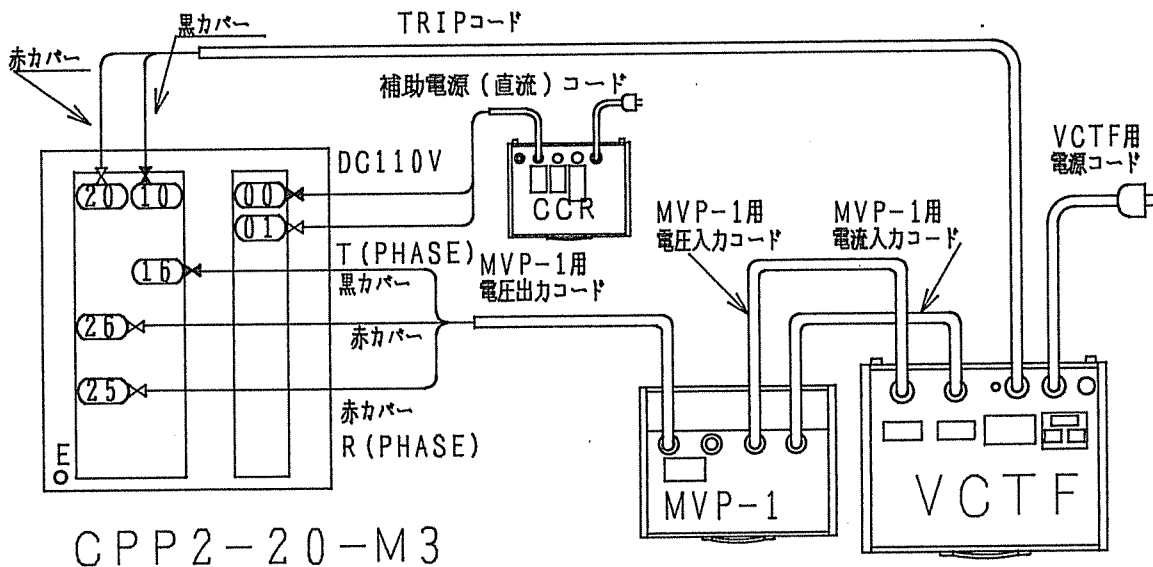 黒カバー
TRIPコード
赤カバー
補助電源(直流)コード
VCTF用
電源コード
DC110V
20
10
00
01
CCR
MVP-1用
電圧入力コード
MVP-1用
電流入力コード
16
T(PHASE)
黒カバー
MVP-1用
電圧出力コード
26
赤カバー
25
赤カバー
R(PHASE)
E
MVP-1
VCTF
CPP2-20-M3